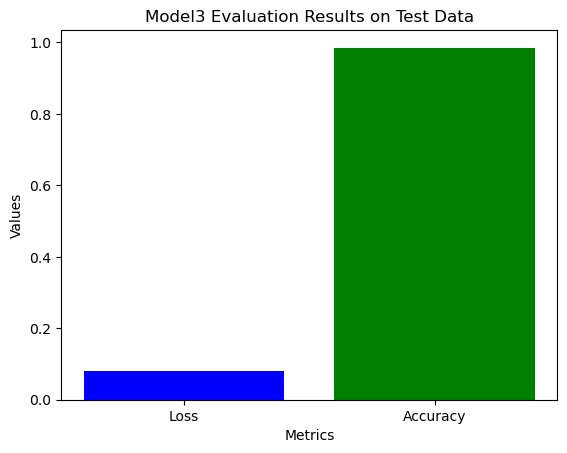 Model3 Evaluation Results on Test Data
1.0
0.8
0.6
0.4
0.2
0.0
Values
Loss
Accuracy
Metrics